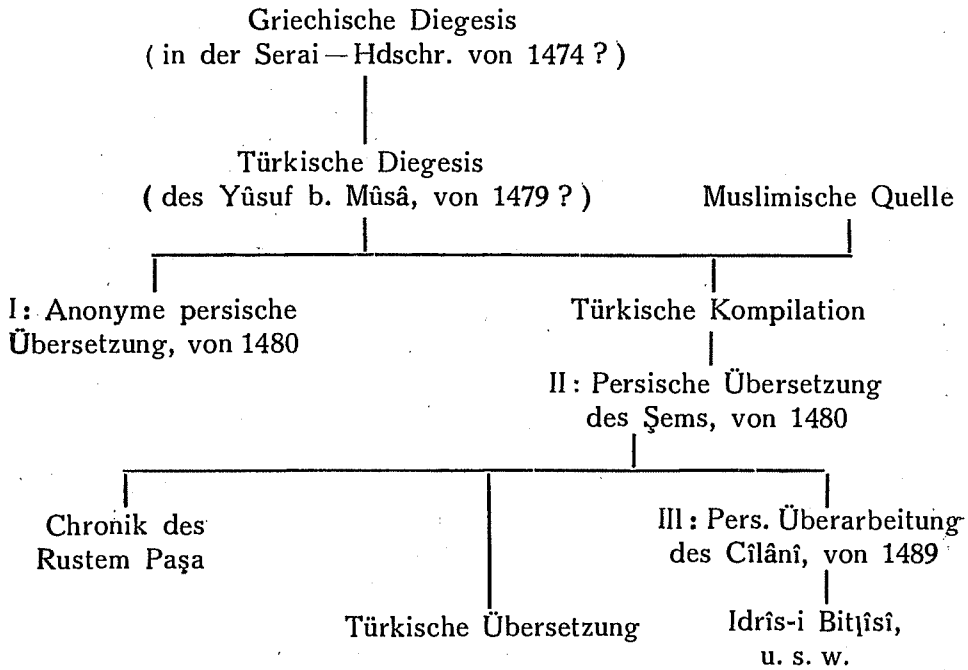 Griechische Diegesis
( in der Serai — Hdschr. von 1474 ? )
Türkische Diegesis
( des Yûsuf b. Mûsâ, von 1479 ? )
Muslimische Quelle
I : Anonyme persische
Übersetzung, von 1480
Türkische Kompilation
II : Persische Übersetzung
des Şems, von 1480
Chronik des
Rustem Paşa
Türkische Übersetzung
III : Pers. Überarbeitung
des Cîlânî, von 1489
Idrîs-i Bitlîsî,
u. s. w.